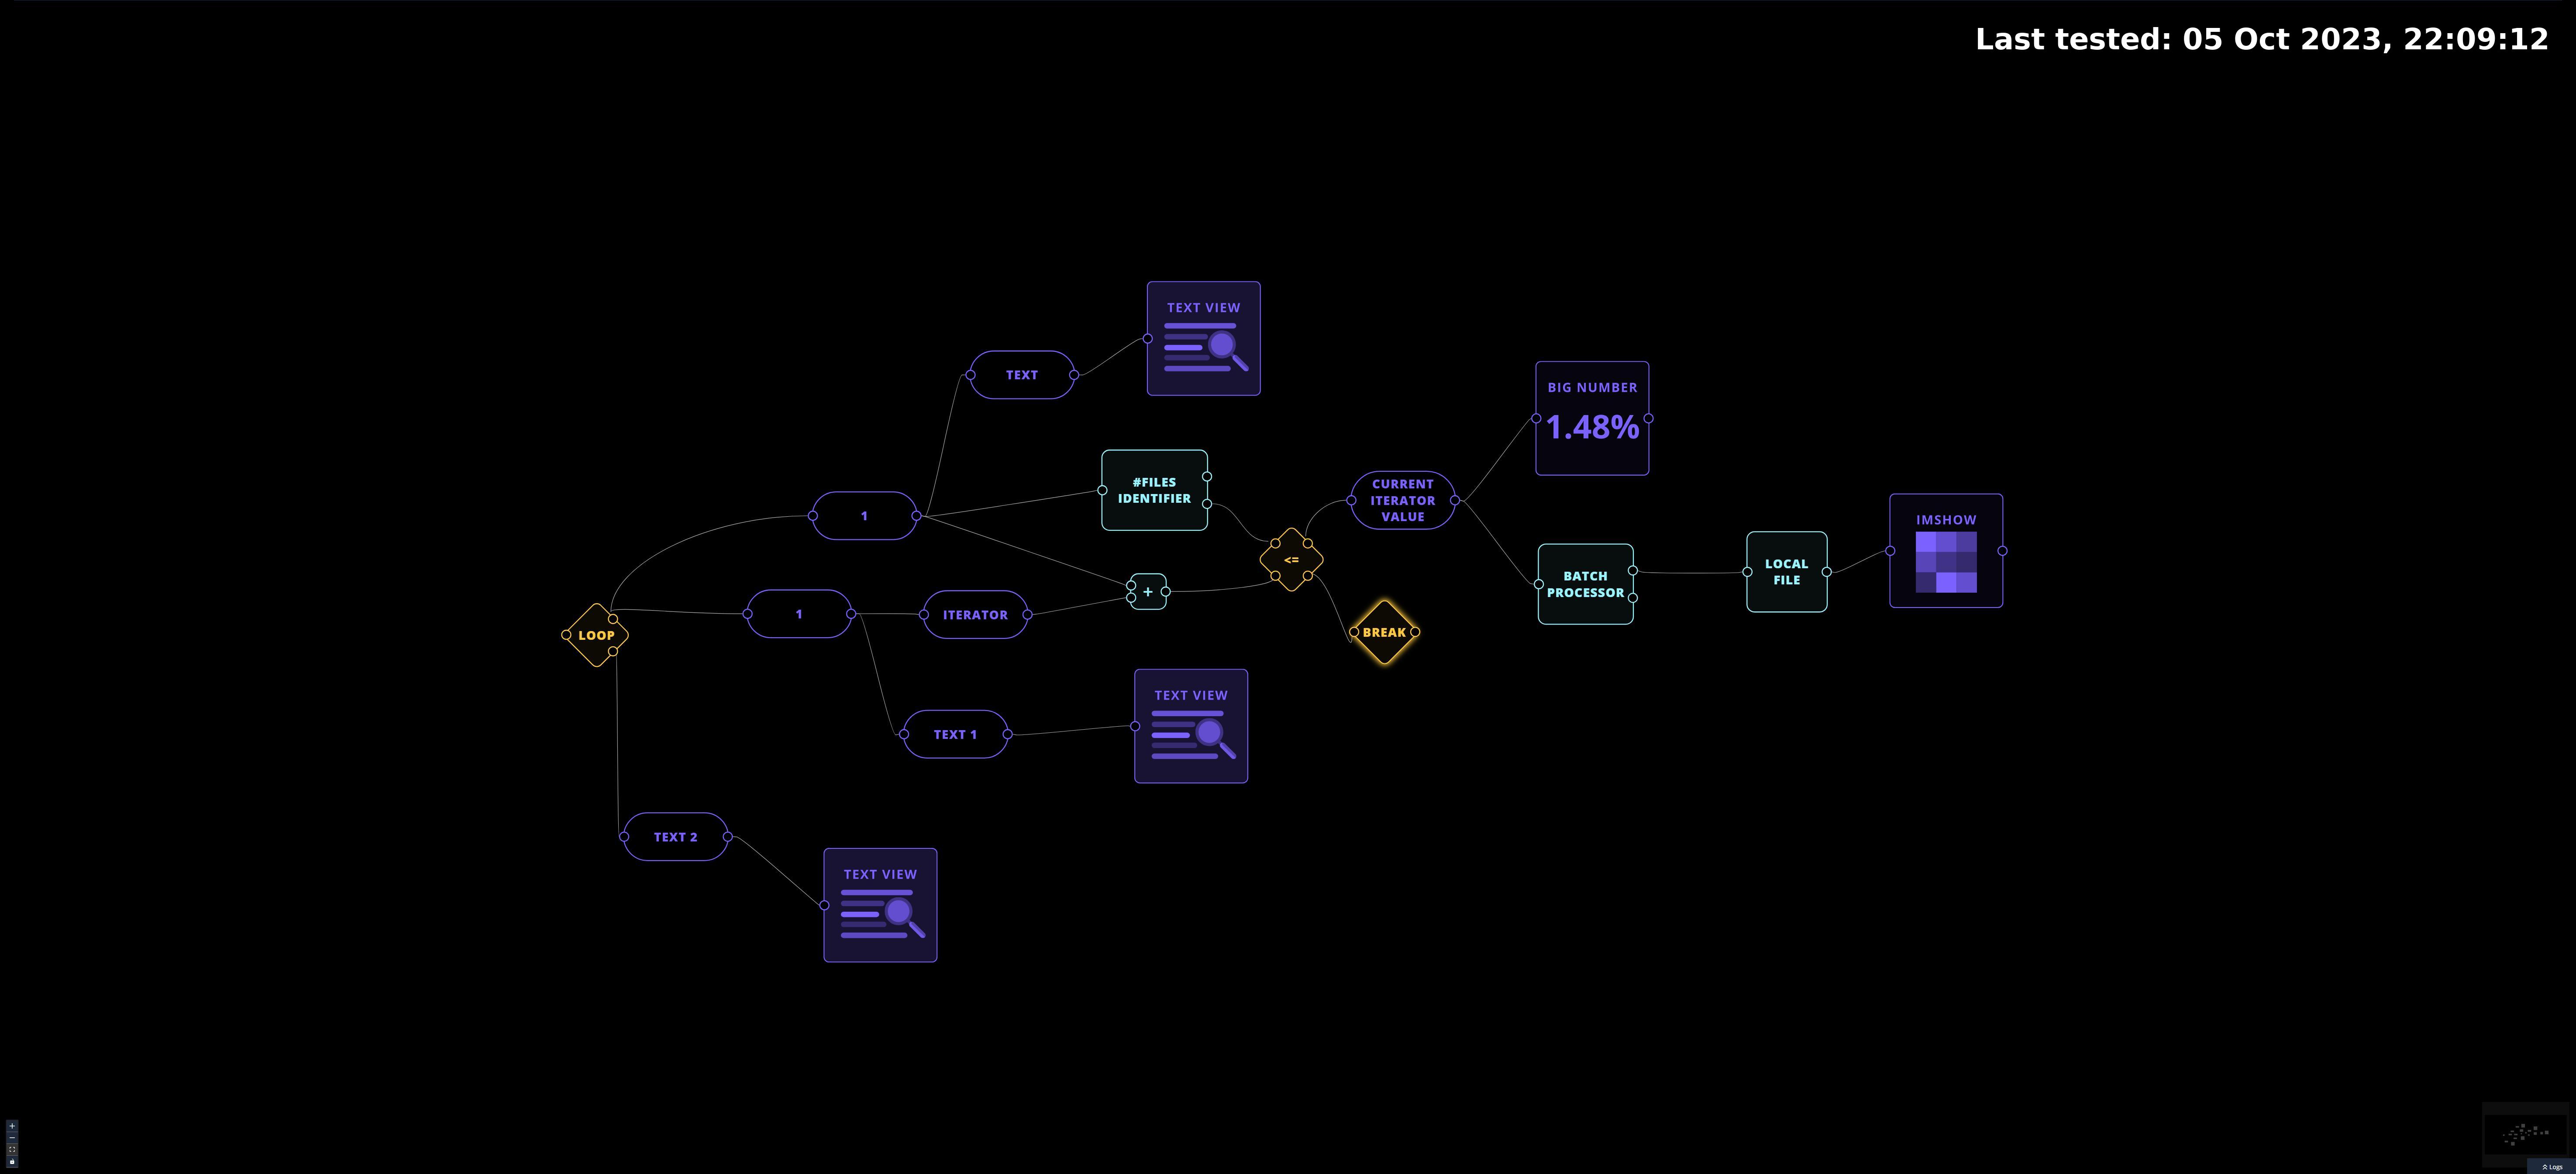 Last tested: 05 Oct 2023, 22:09:12
TEXT VIEW
TEXT
BIG NUMBER
1.48%
#FILES
IDENTIFIER
CURRENT
ITERATOR
VALUE
1
IMSHOW
<=
LOCAL
FILE
BATCH
PROCESSOR
+
1
ITERATOR
LOOP
BREAK
TEXT VIEW
TEXT 1
TEXT 2
TEXT VIEW
Logs